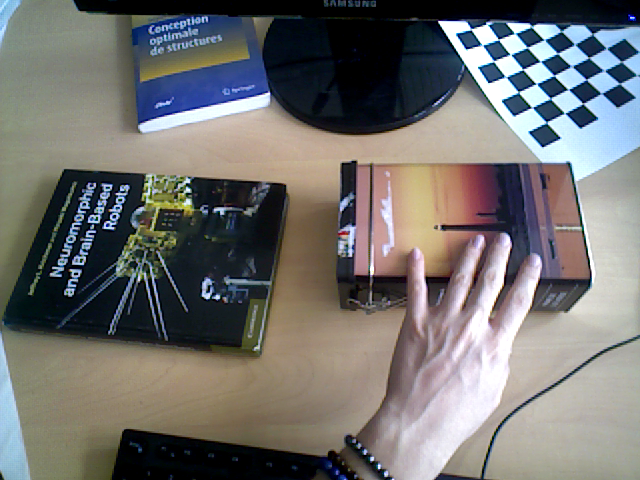 SAMSUNG
Conception
optimale
de structures
Springer
Neuromorphic
and Brain-Based
Robots